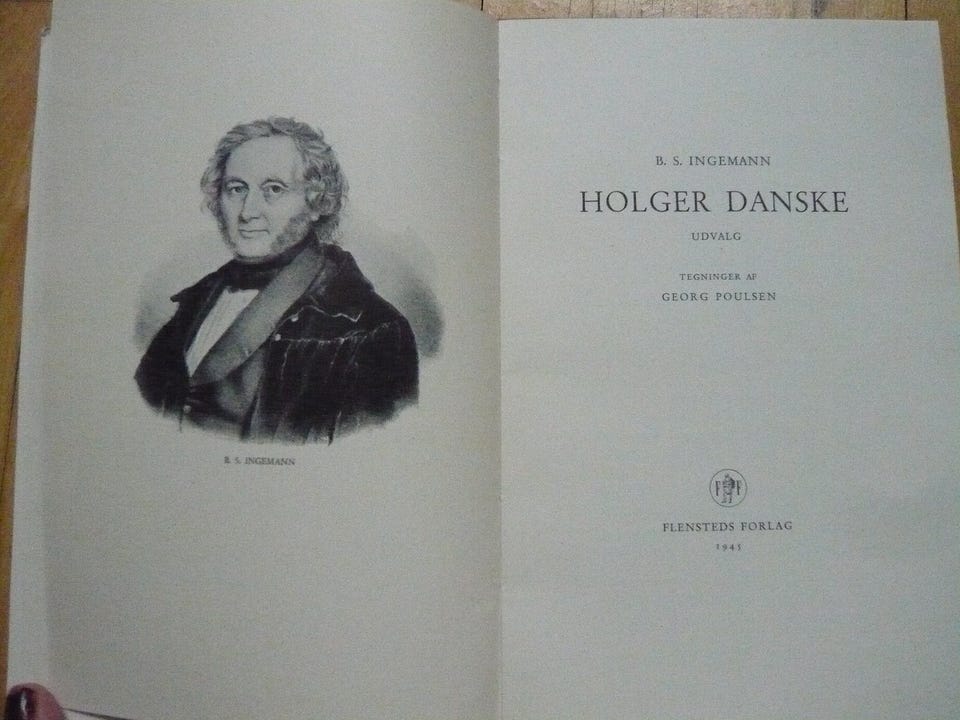 B. S. INGEMANN
B. S. INGEMANN
HOLGER DANSKE
UDVALG
TEGNINGER AF
GEORG POULSEN
F F
FLENSTEDS FORLAG
1945